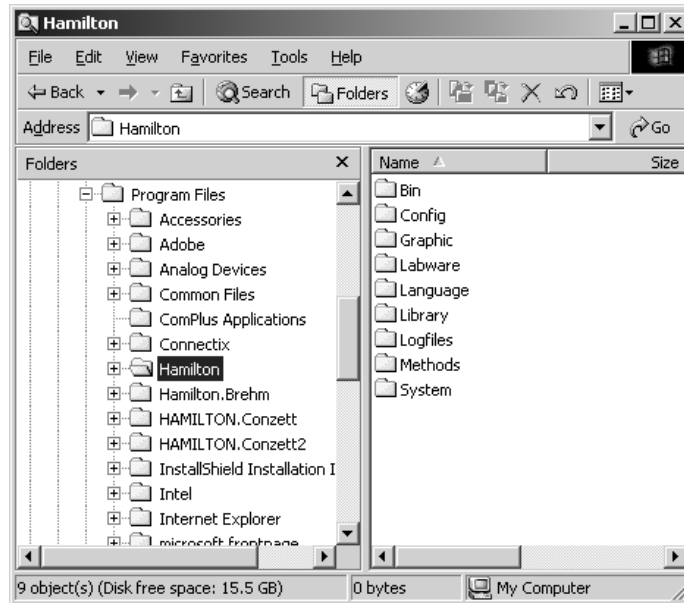 Hamilton
File Edit View Favorites Tools Help
Back Search Folders
Address Hamilton Go
Folders
Program Files
Accessories
Adobe
Analog Devices
Common Files
ComPlus Applications
Connectix
Hamilton
Hamilton.Brehm
HAMILTON.Conzett
HAMILTON.Conzett2
InstallShield Installation I
Intel
Internet Explorer
microsoft frontpage
Name Size
Bin
Config
Graphic
Labware
Language
Library
Logfiles
Methods
System
9 object(s) (Disk free space: 15.5 GB) 0 bytes My Computer